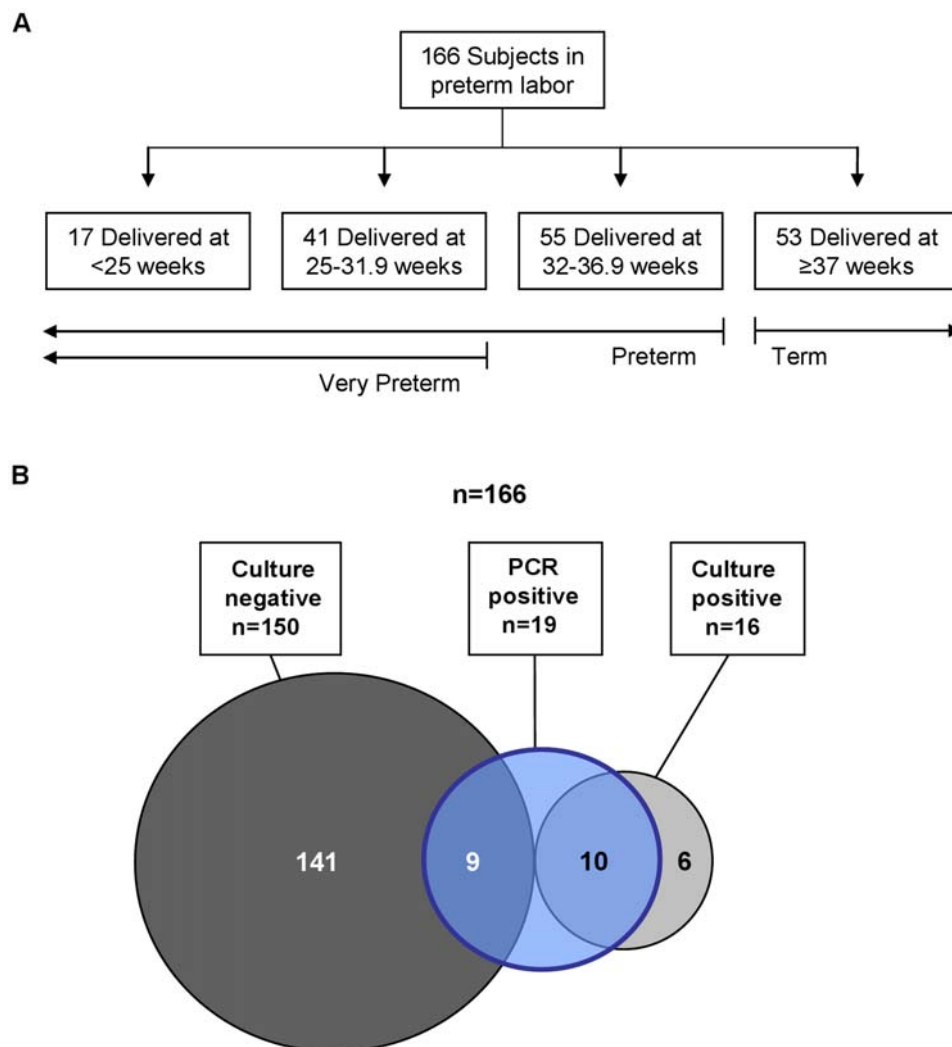 A
166 Subjects in
preterm labor
17 Delivered at
<25 weeks
41 Delivered at
25-31.9 weeks
55 Delivered at
32-36.9 weeks
53 Delivered at
≥37 weeks
Preterm
Term
Very Preterm
B
n=166
Culture
negative
n=150
PCR
positive
n=19
Culture
positive
n=16
141
9
10
6